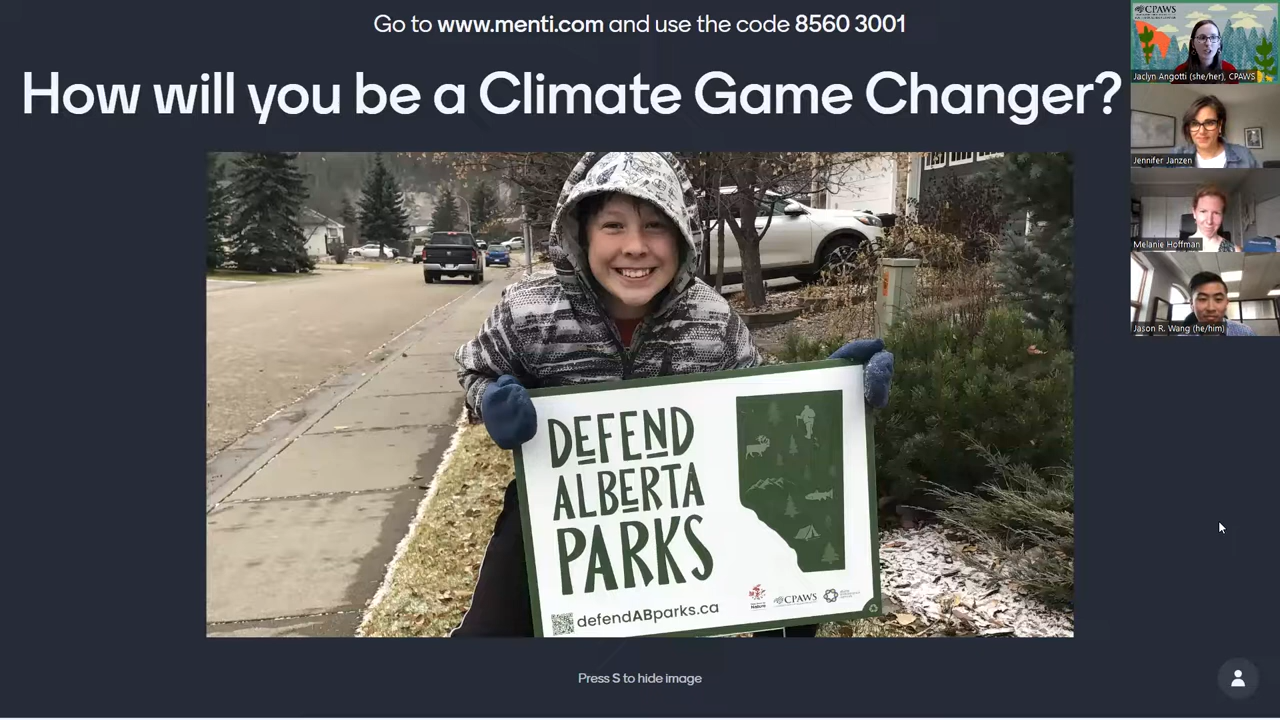 Go to www.menti.com and use the code 8560 3001
How will you be a Climate Game Changer?
CPAWS
Jaclyn Angotti (she/her), CPAWS
Jennifer Janzen
Melanie Hoffman
Jason R. Wang (he/him)
DEFEND
ALBERTA
PARKS
defendABparks.ca
Nature
CPAWS
Press S to hide image